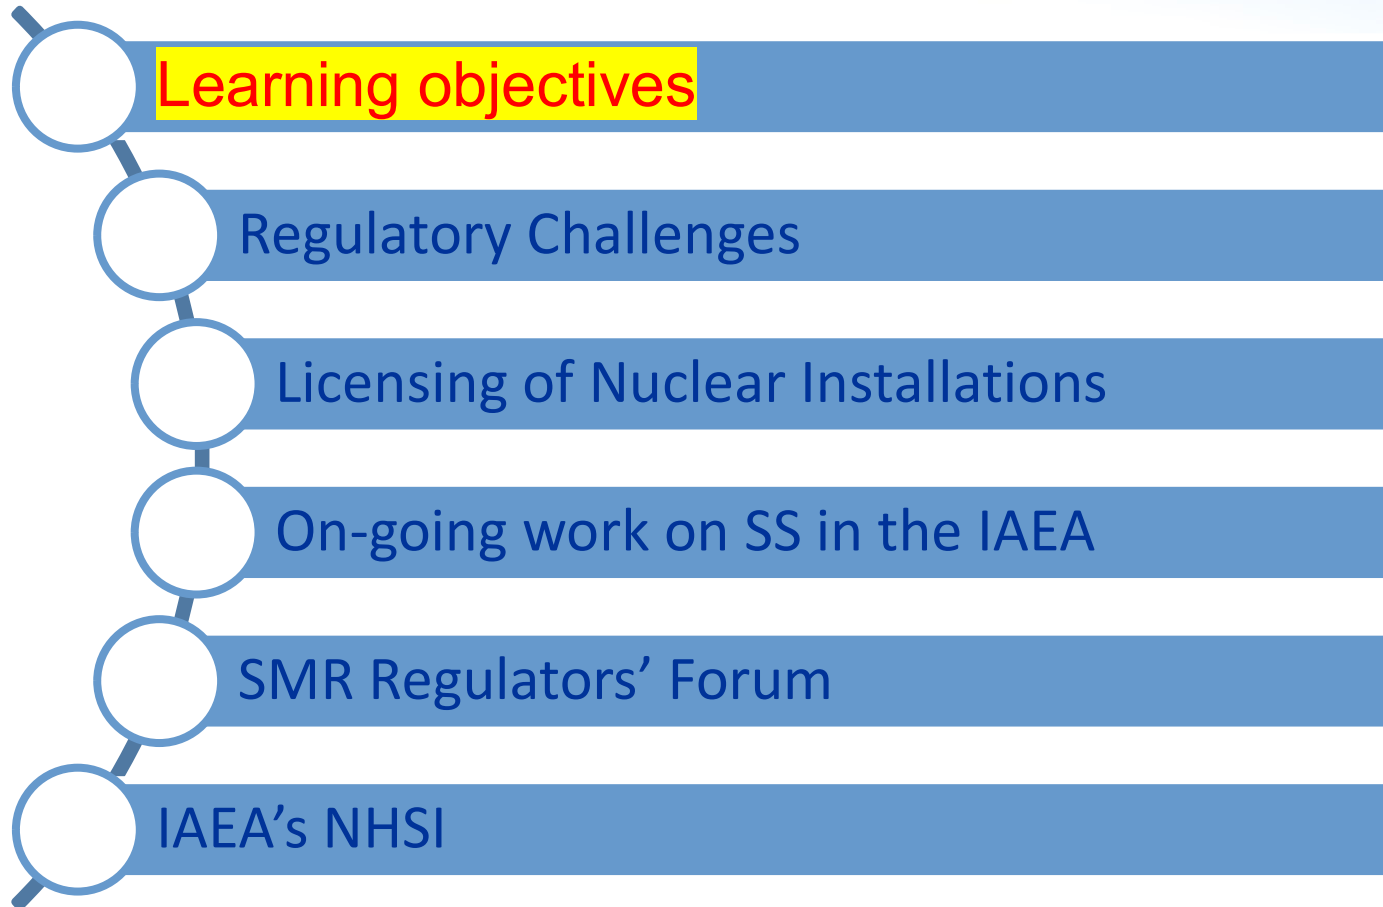 Learning objectives
Regulatory Challenges
Licensing of Nuclear Installations
On-going work on SS in the IAEA
SMR Regulators’ Forum
IAEA’s NHSI